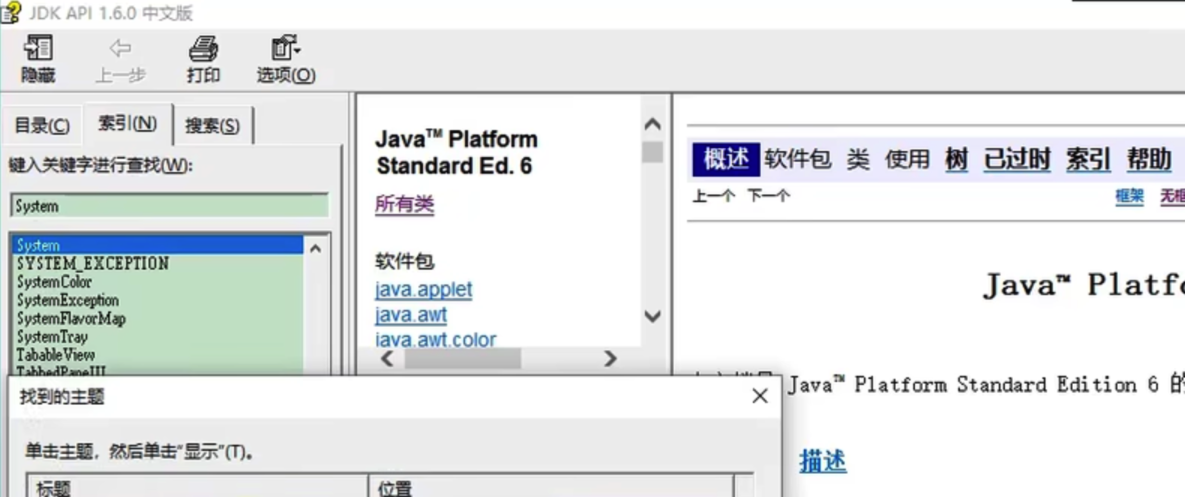 JDK API 1.6.0 中文版
隐藏 上一步 打印 选项(O)
目录(C) 索引(N) 搜索(S)
键入关键字进行查找(W):
System
System
SYSTEM_EXCEPTION
SystemColor
SystemException
SystemFlavorMap
SystemTray
TabableView
TabbedPaneUI
Java™ Platform
Standard Ed. 6
所有类
软件包
java.applet
java.awt
java.awt.color
概述 软件包 类 使用 树 已过时 索引 帮助
上一个 下一个 框架
Java™
Java™ Platform Standard Edition 6 的
描述
找到的主题
单击主题，然后单击“显示”(T)。
标题 位置